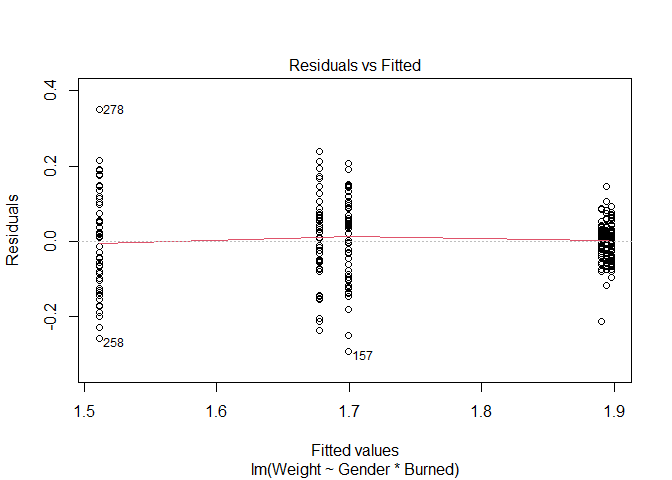 Residuals vs Fitted
0.4
0.2
0.0
-0.2
Residuals
278
258
157
1.5 1.6 1.7 1.8 1.9
Fitted values
lm(Weight ~ Gender * Burned)